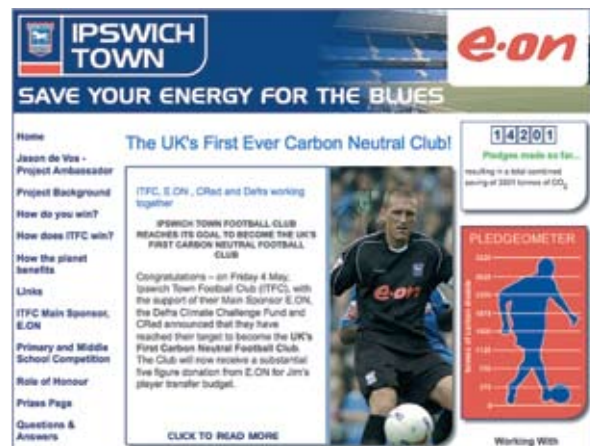 IPSWICH
TOWN
e·on
SAVE YOUR ENERGY FOR THE BLUES
Home
Jason de Vos -
Project Ambassador
Project Background
How do you win?
How does ITFC win?
How the planet
benefits
Links
ITFC Main Sponsor,
E.ON
Primary and Middle
School Competition
Role of Honour
Prizes Page
Questions &
Answers
The UK's First Ever Carbon Neutral Club!
ITFC, E.ON , CRed and Defra working
together
IPSWICH TOWN FOOTBALL CLUB
REACHES ITS GOAL TO BECOME THE UK'S
FIRST CARBON NEUTRAL FOOTBALL
CLUB
Congratulations – on Friday 4 May,
Ipswich Town Football Club (ITFC), with
the support of their Main Sponsor E.ON,
the Defra Climate Challenge Fund and
CRed announced that they have
reached their target to become the UK's
First Carbon Neutral Football Club.
The Club will now receive a substantial
five figure donation from E.ON for Jim's
player transfer budget.
CLICK TO READ MORE
e·on
14201
Pledges made so far...
resulting in a total combined
saving of 3001 tonnes of CO2
PLEDGEOMETER
tonnes of carbon dioxide
Working With